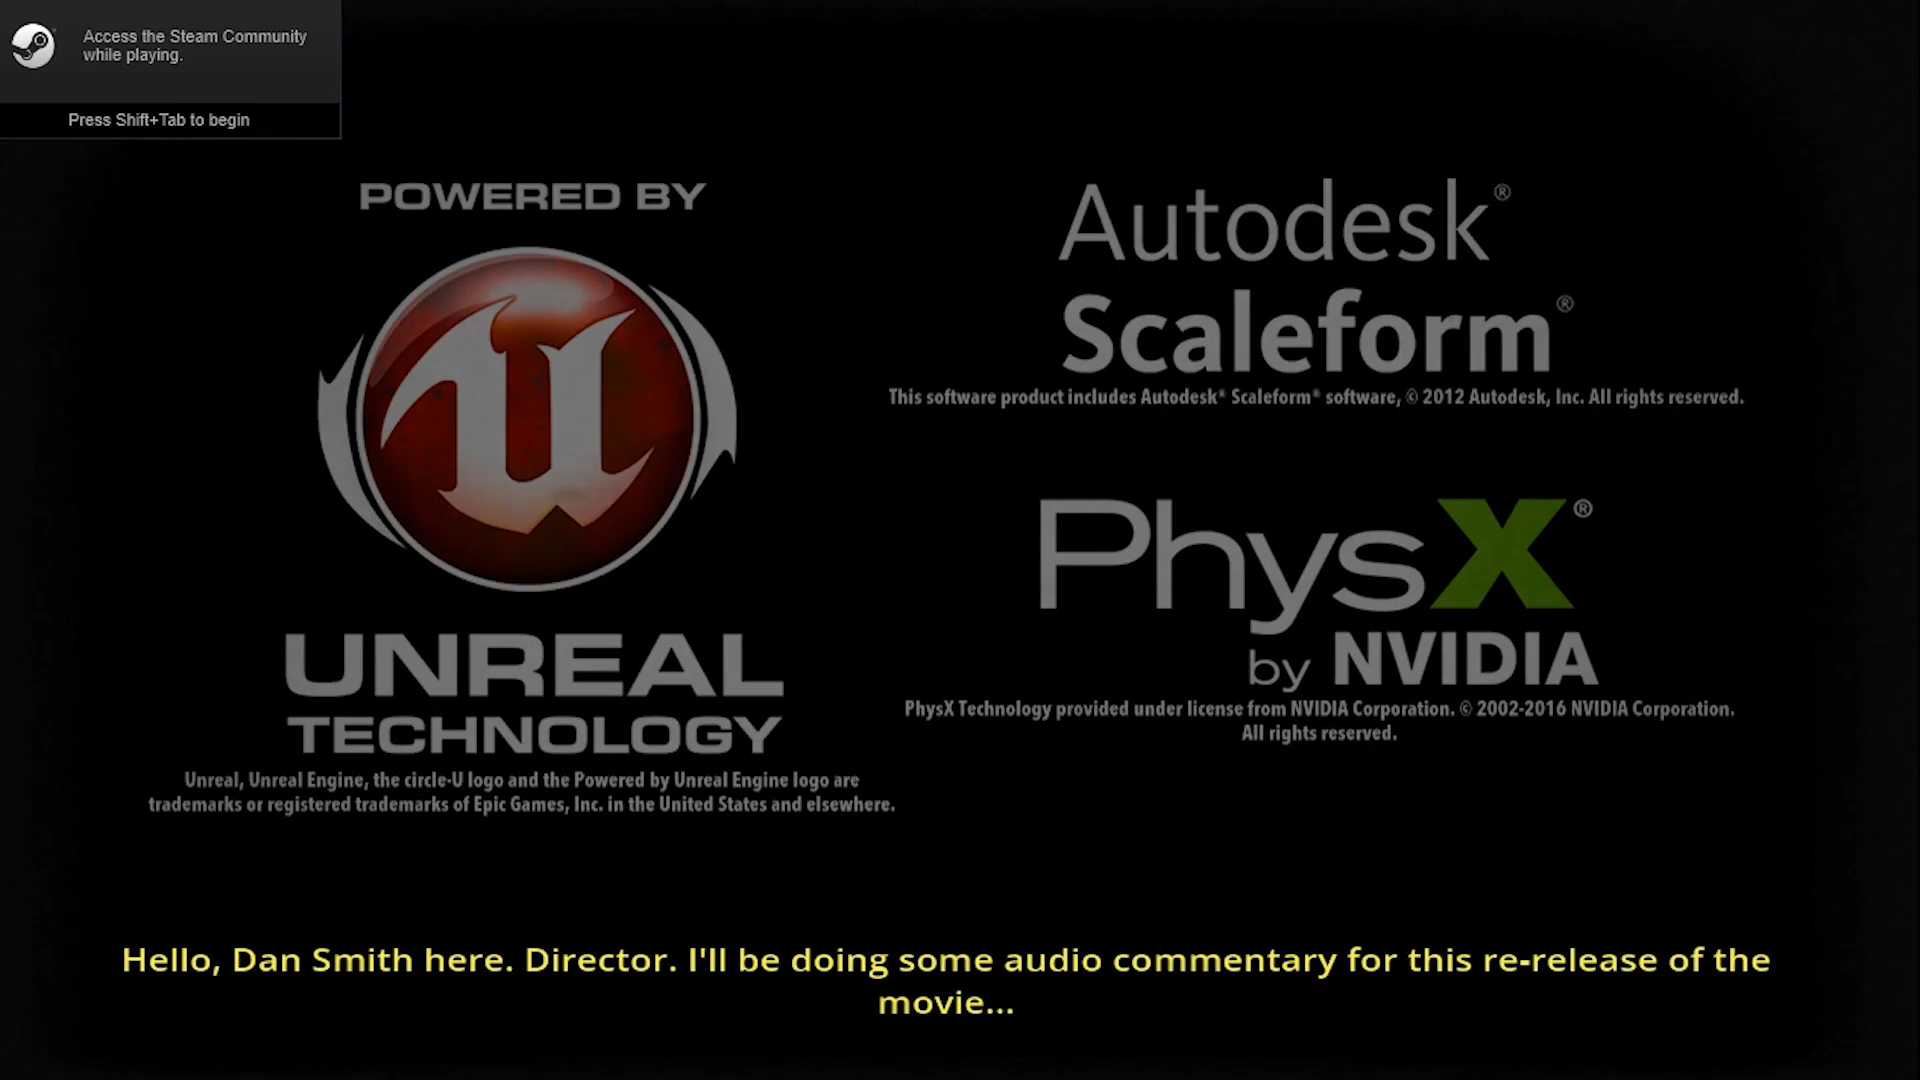 Access the Steam Community
while playing.
Press Shift+Tab to begin
POWERED BY
UNREAL
TECHNOLOGY
Unreal, Unreal Engine, the circle-U logo and the Powered by Unreal Engine logo are
trademarks or registered trademarks of Epic Games, Inc. in the United States and elsewhere.
Autodesk®
Scaleform®
This software product includes Autodesk® Scaleform® software, © 2012 Autodesk, Inc. All rights reserved.
PhysX®
by NVIDIA
PhysX Technology provided under license from NVIDIA Corporation. © 2002-2016 NVIDIA Corporation.
All rights reserved.
Hello, Dan Smith here. Director. I'll be doing some audio commentary for this re-release of the
movie...